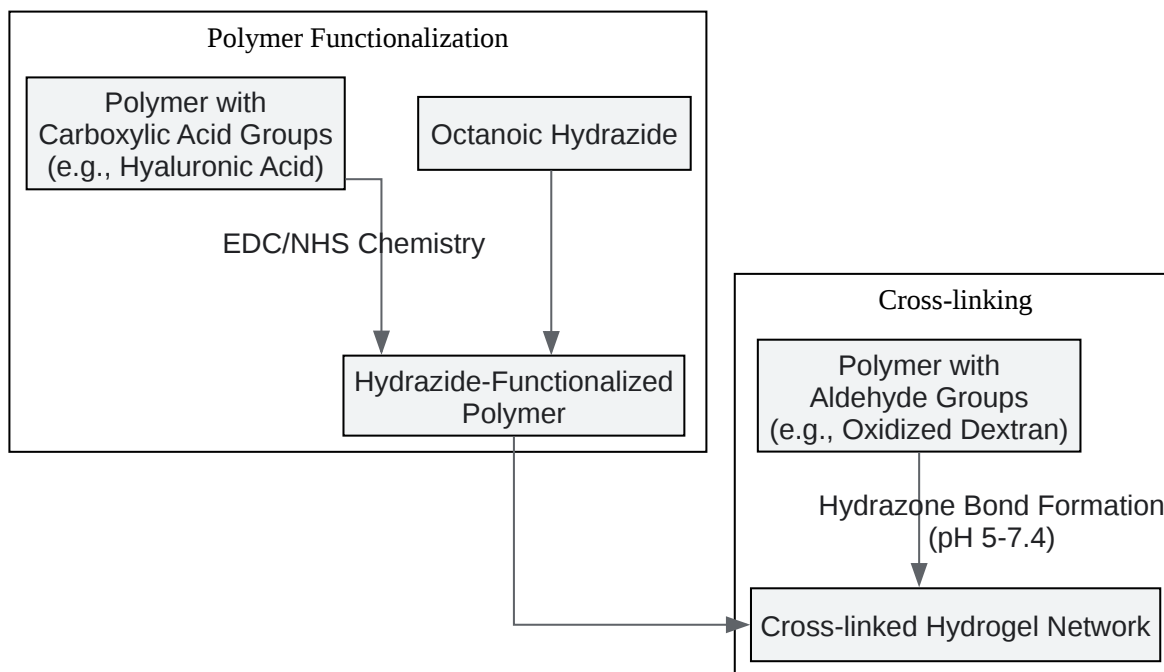 Polymer Functionalization
Polymer with
Carboxylic Acid Groups
(e.g., Hyaluronic Acid)
Octanoic Hydrazide
EDC/NHS Chemistry
Hydrazide-Functionalized
Polymer
Cross-linking
Polymer with
Aldehyde Groups
(e.g., Oxidized Dextran)
Hydrazone Bond Formation
(pH 5-7.4)
Cross-linked Hydrogel Network